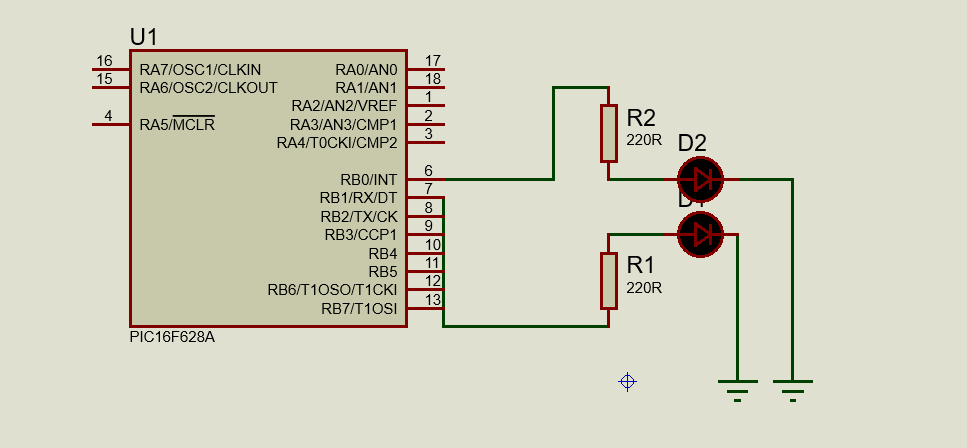 U1
16
RA7/OSC1/CLKIN
RA0/AN0
17
15
RA6/OSC2/CLKOUT
RA1/AN1
18
RA2/AN2/VREF
1
4
RA5/MCLR
RA3/AN3/CMP1
2
RA4/T0CKI/CMP2
3
RB0/INT
6
RB1/RX/DT
7
RB2/TX/CK
8
RB3/CCP1
9
RB4
10
RB5
11
RB6/T1OSO/T1CKI
12
RB7/T1OSI
13
PIC16F628A
R2
220R
D2
D1
R1
220R